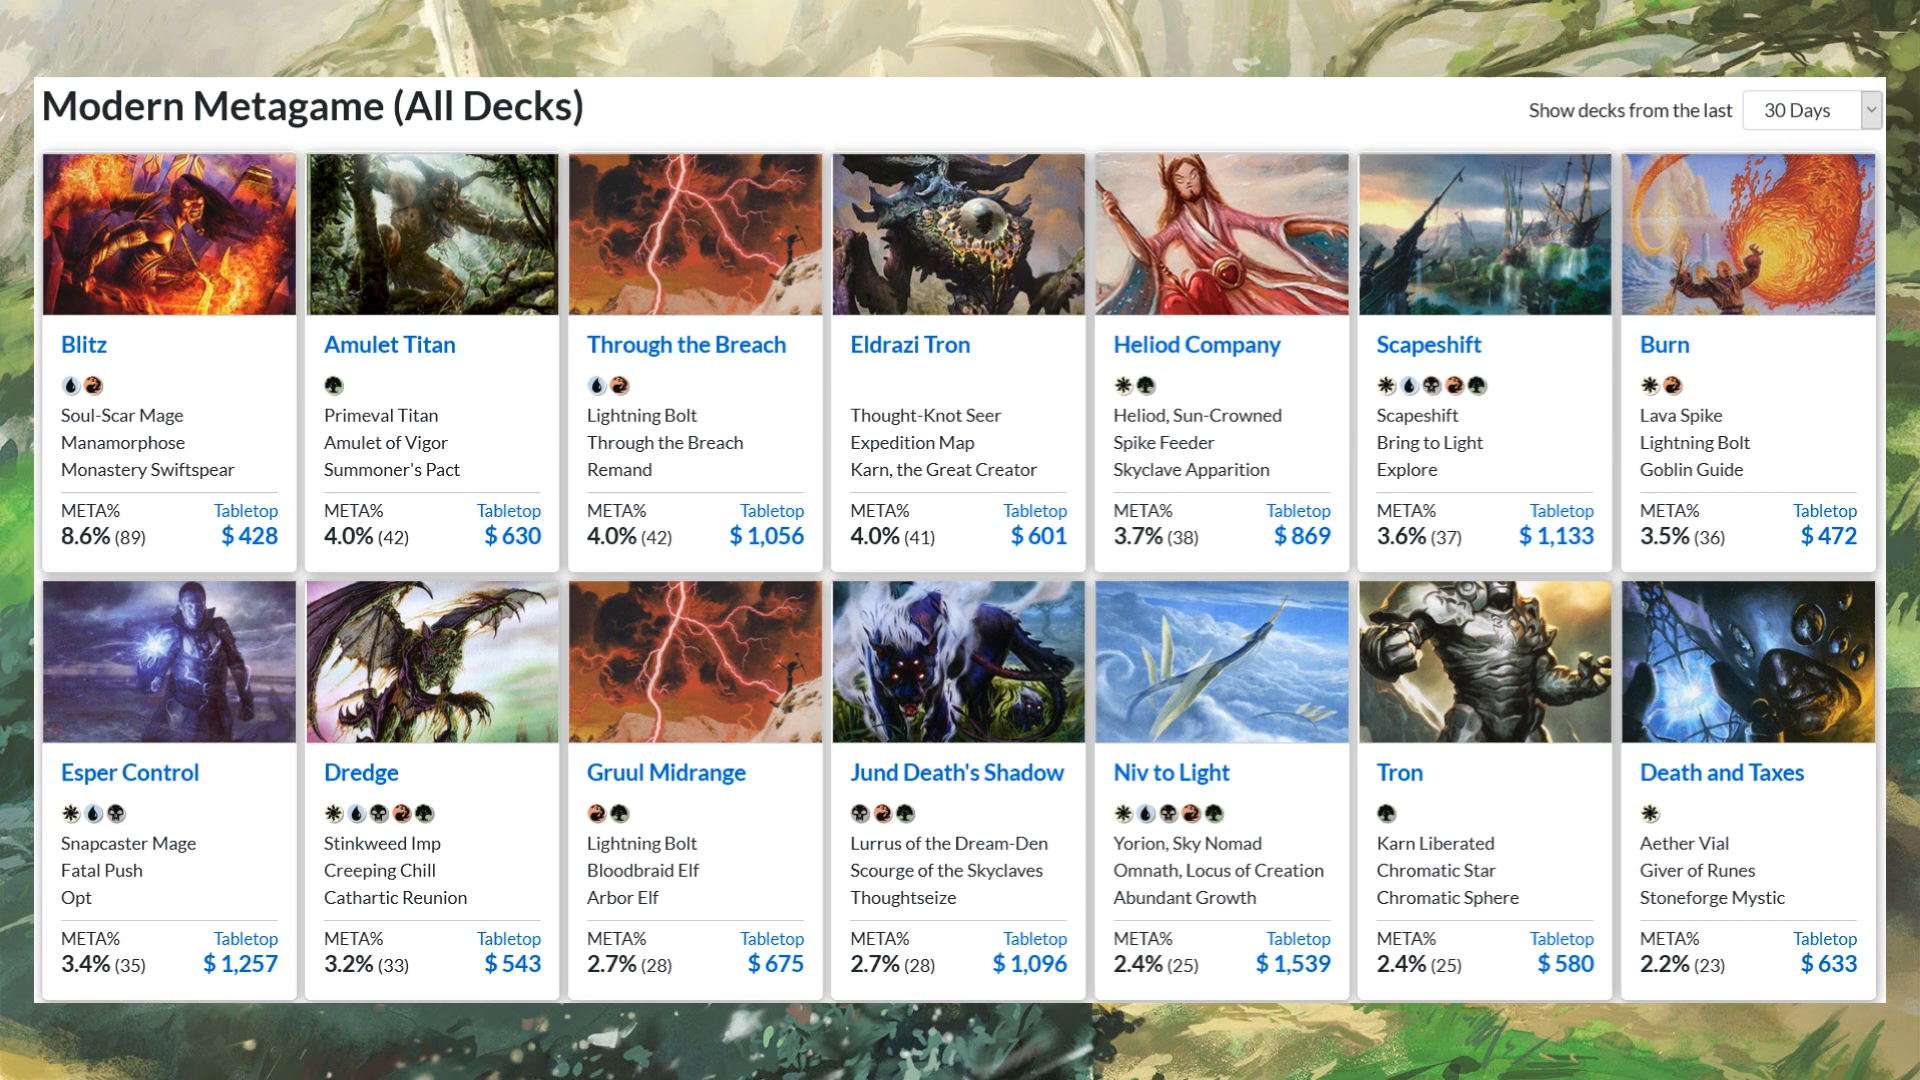 Modern Metagame (All Decks)
Show decks from the last 30 Days
Blitz
Soul-Scar Mage
Manamorphose
Monastery Swiftspear
META% Tabletop
8.6% (89) $ 428
Amulet Titan
Primeval Titan
Amulet of Vigor
Summoner's Pact
META% Tabletop
4.0% (42) $ 630
Through the Breach
Lightning Bolt
Through the Breach
Remand
META% Tabletop
4.0% (42) $ 1,056
Eldrazi Tron
Thought-Knot Seer
Expedition Map
Karn, the Great Creator
META% Tabletop
4.0% (41) $ 601
Heliod Company
Heliod, Sun-Crowned
Spike Feeder
Skyclave Apparition
META% Tabletop
3.7% (38) $ 869
Scapeshift
Scapeshift
Bring to Light
Explore
META% Tabletop
3.6% (37) $ 1,133
Burn
Lava Spike
Lightning Bolt
Goblin Guide
META% Tabletop
3.5% (36) $ 472
Esper Control
Snapcaster Mage
Fatal Push
Opt
META% Tabletop
3.4% (35) $ 1,257
Dredge
Stinkweed Imp
Creeping Chill
Cathartic Reunion
META% Tabletop
3.2% (33) $ 543
Gruul Midrange
Lightning Bolt
Bloodbraid Elf
Arbor Elf
META% Tabletop
2.7% (28) $ 675
Jund Death's Shadow
Lurrus of the Dream-Den
Scourge of the Skyclaves
Thoughtseize
META% Tabletop
2.7% (28) $ 1,096
Niv to Light
Yorion, Sky Nomad
Omnath, Locus of Creation
Abundant Growth
META% Tabletop
2.4% (25) $ 1,539
Tron
Karn Liberated
Chromatic Star
Chromatic Sphere
META% Tabletop
2.4% (25) $ 580
Death and Taxes
Aether Vial
Giver of Runes
Stoneforge Mystic
META% Tabletop
2.2% (23) $ 633